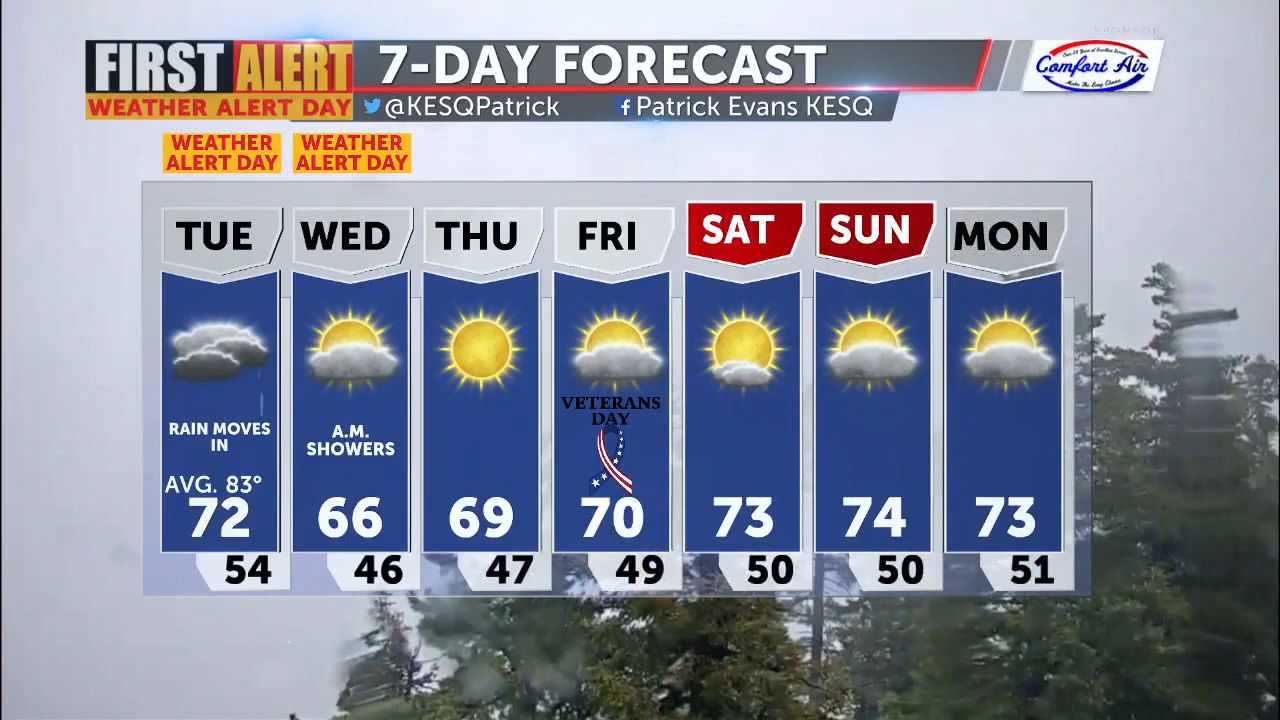 SPONSOR
FIRST ALERT
WEATHER ALERT DAY
7-DAY FORECAST
@KESQPatrick
Patrick Evans KESQ
Comfort Air
WEATHER
ALERT DAY
WEATHER
ALERT DAY
TUE
WED
THU
FRI
SAT
SUN
MON
RAIN MOVES
IN
A.M.
SHOWERS
VETERANS
DAY
AVG. 83°
72
66
69
70
73
74
73
54
46
47
49
50
50
51